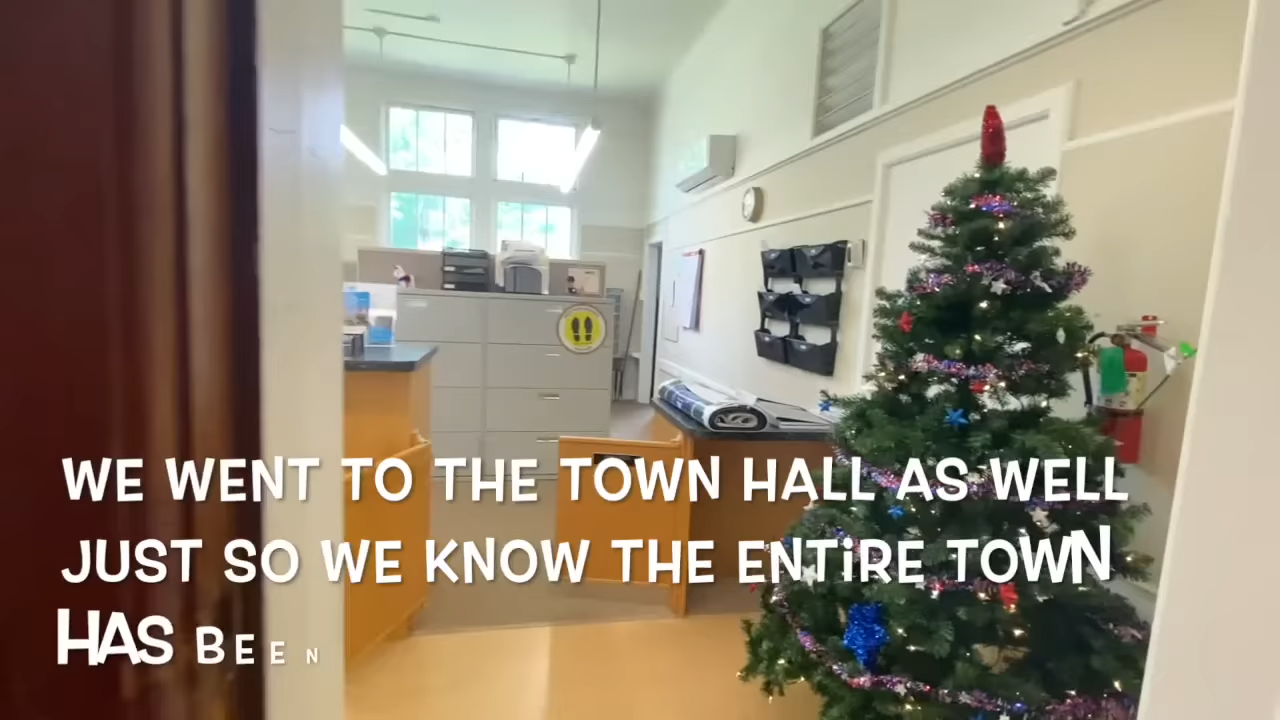 WE WENT TO THE TOWN HALL AS WELL
JUST SO WE KNOW THE ENTiRE TOWN
HAS BEEN